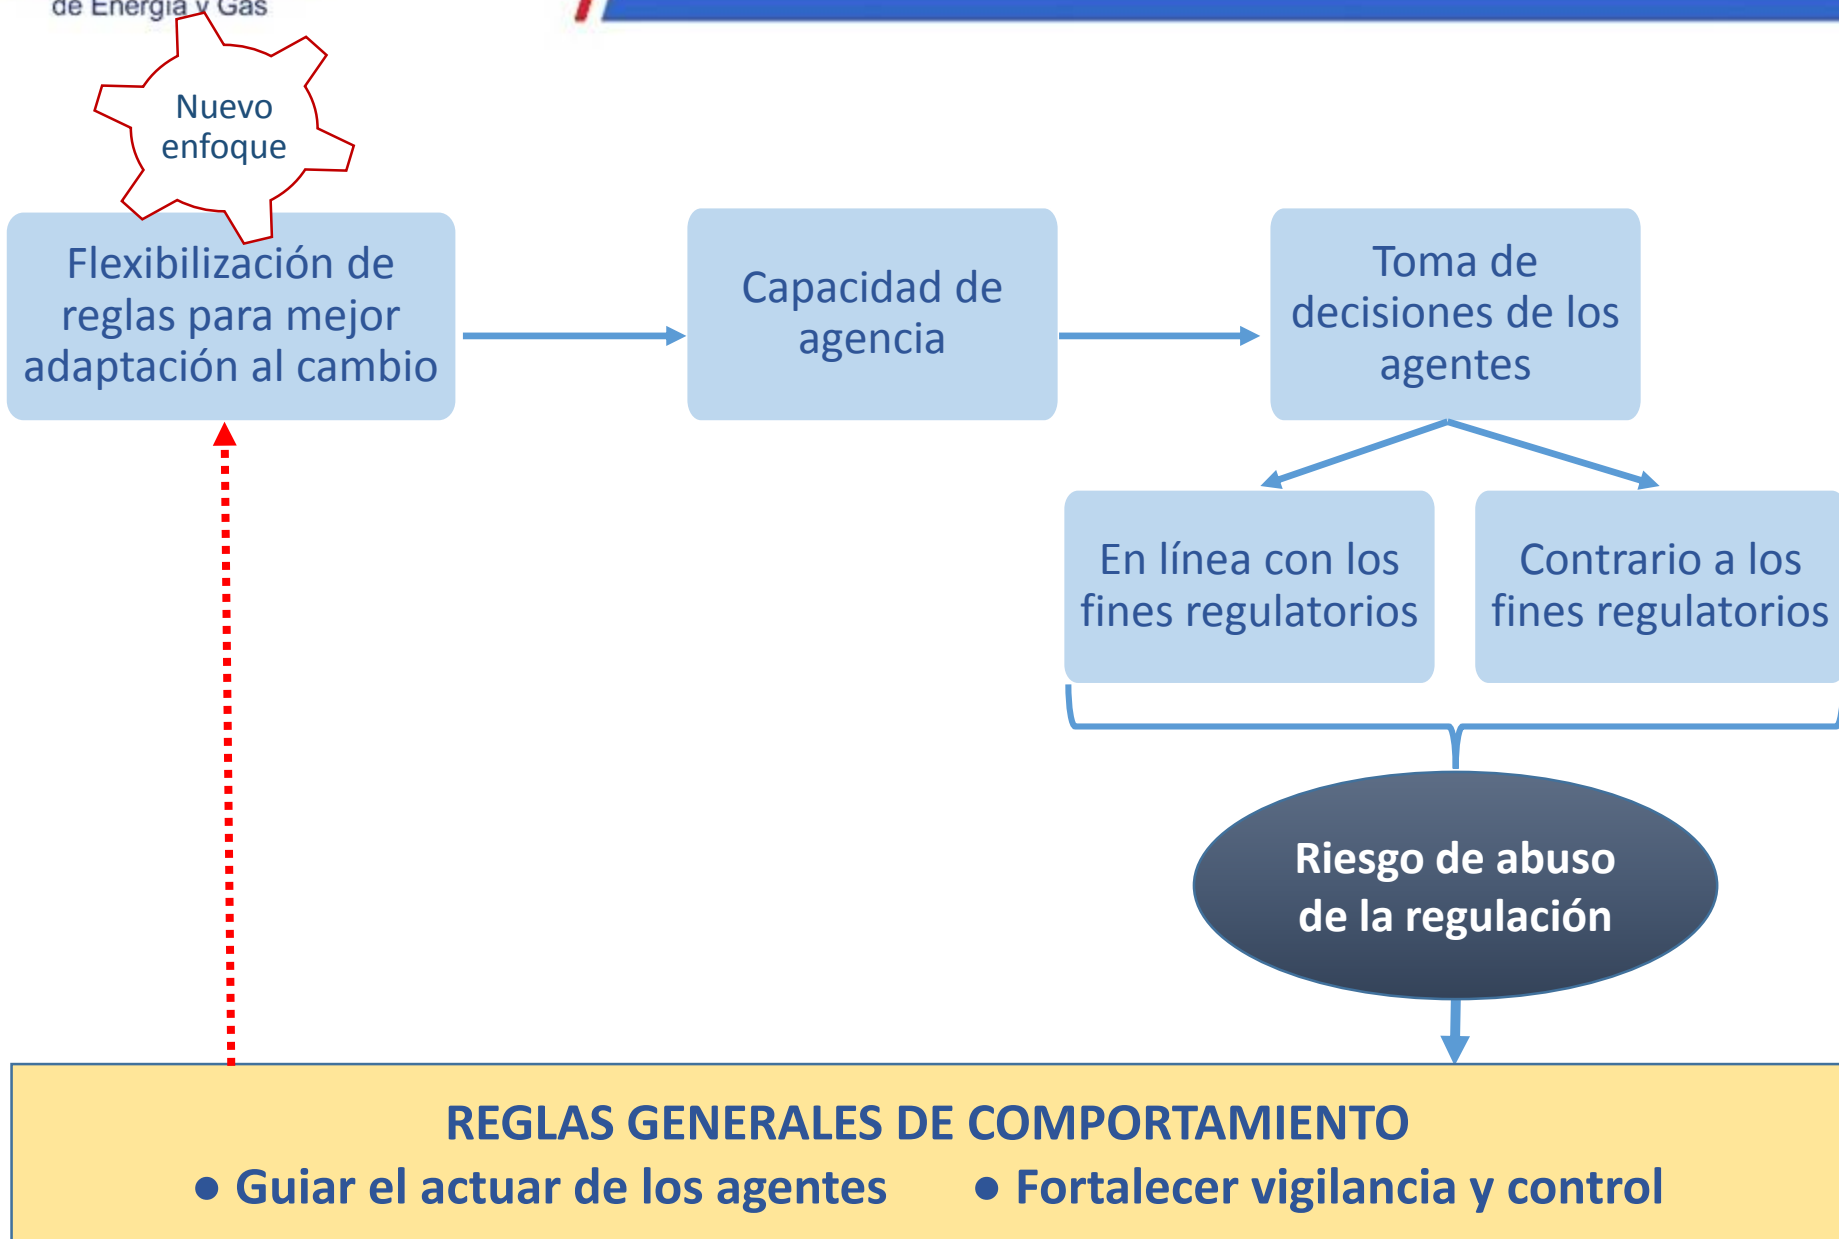 de Energía y Gas
Nuevo
enfoque
Flexibilización de
reglas para mejor
adaptación al cambio
Capacidad de
agencia
Toma de
decisiones de los
agentes
En línea con los
fines regulatorios
Contrario a los
fines regulatorios
Riesgo de abuso
de la regulación
REGLAS GENERALES DE COMPORTAMIENTO
● Guiar el actuar de los agentes ● Fortalecer vigilancia y control